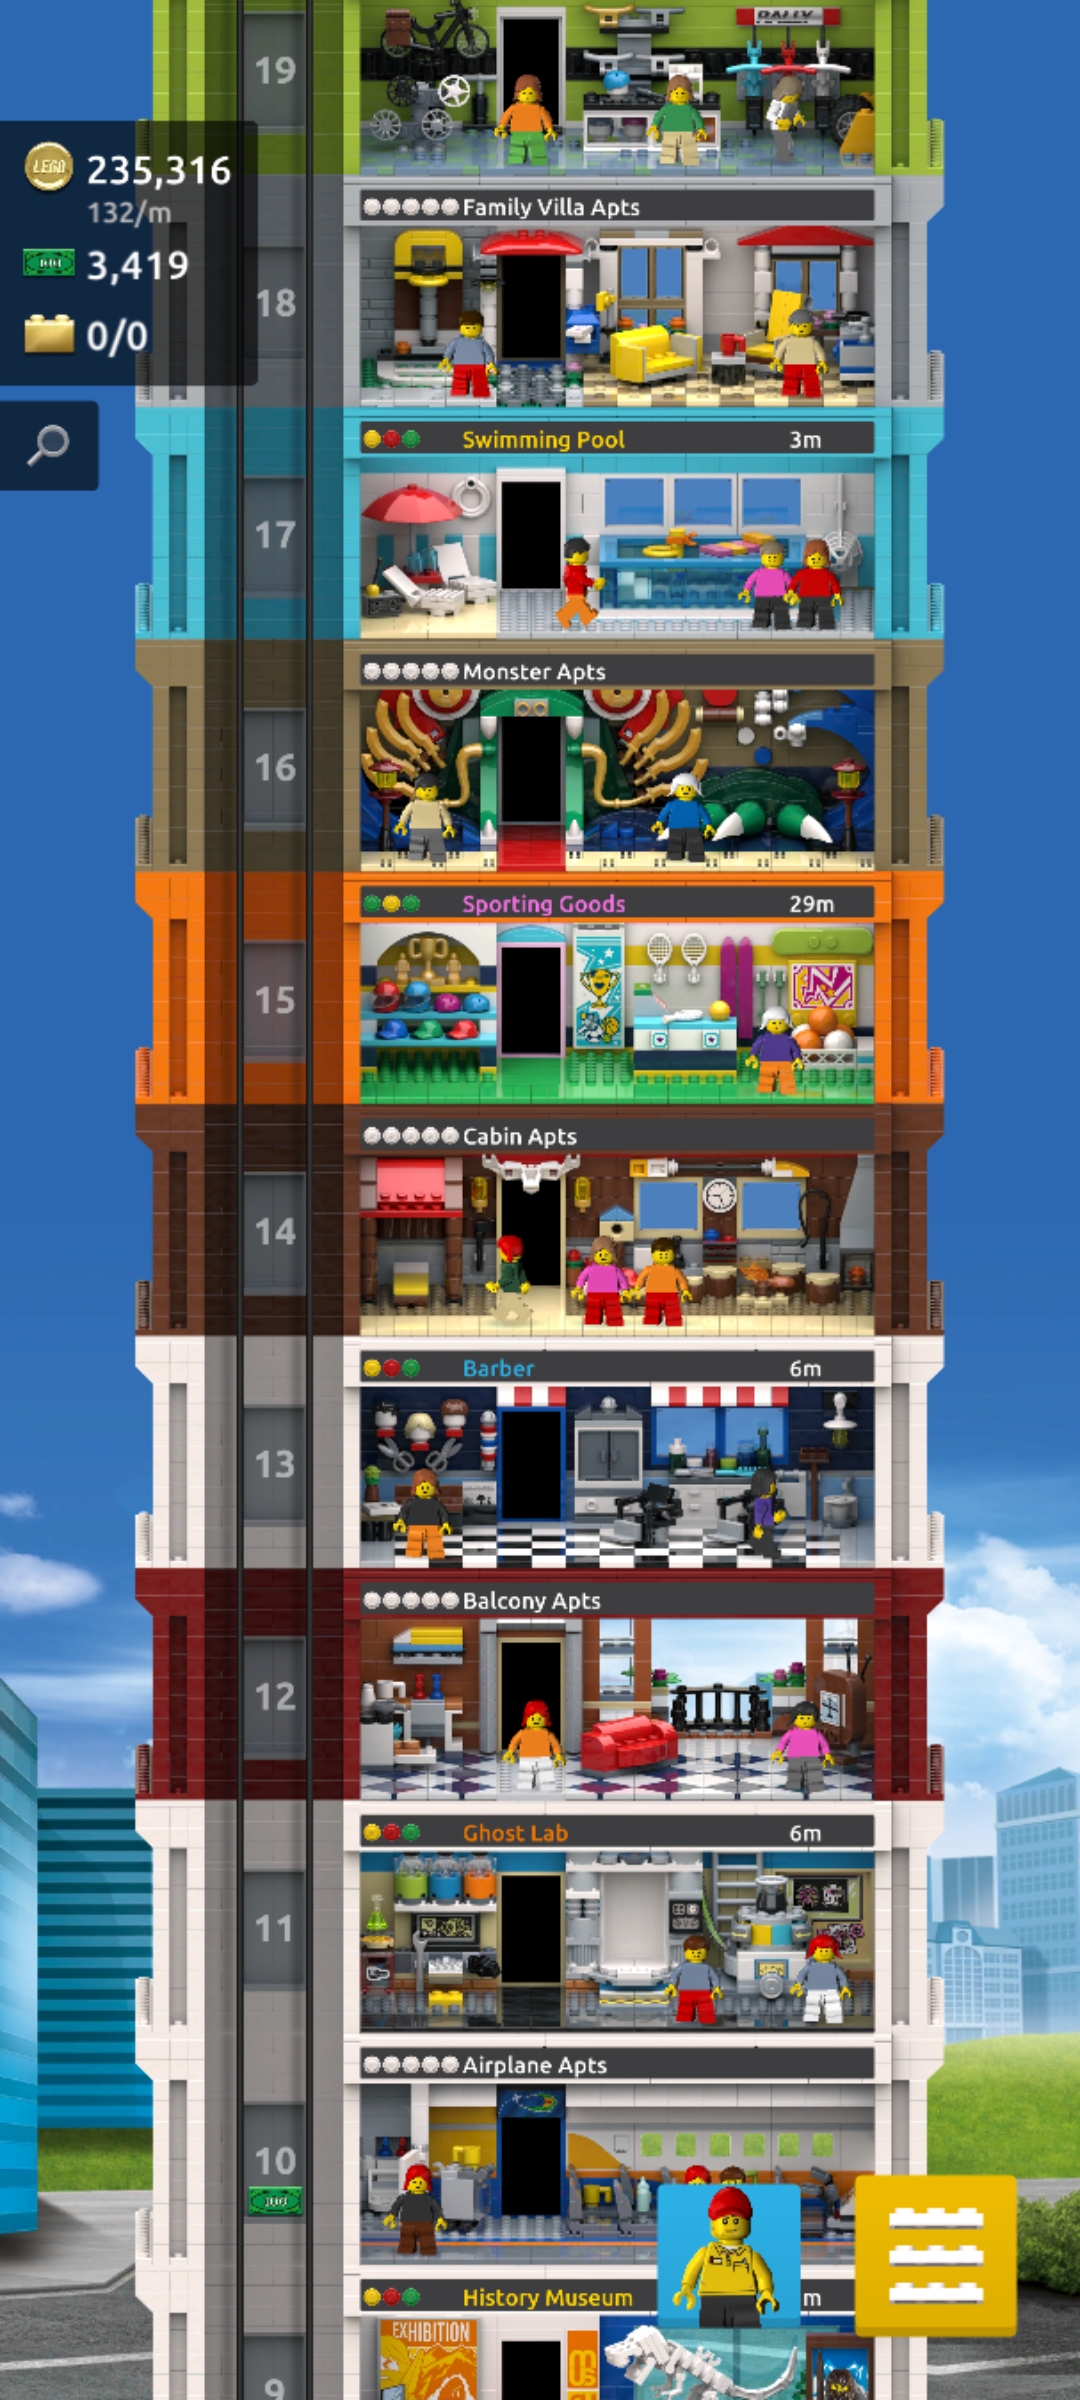 RALLY
19
LEGO 235,316
132/m
3,419
0/0
Family Villa Apts
18
Swimming Pool 3m
17
Monster Apts
16
Sporting Goods 29m
15
Cabin Apts
14
Barber 6m
13
Balcony Apts
12
Ghost Lab 6m
11
Airplane Apts
10
100
History Museum m
EXHIBITION
9